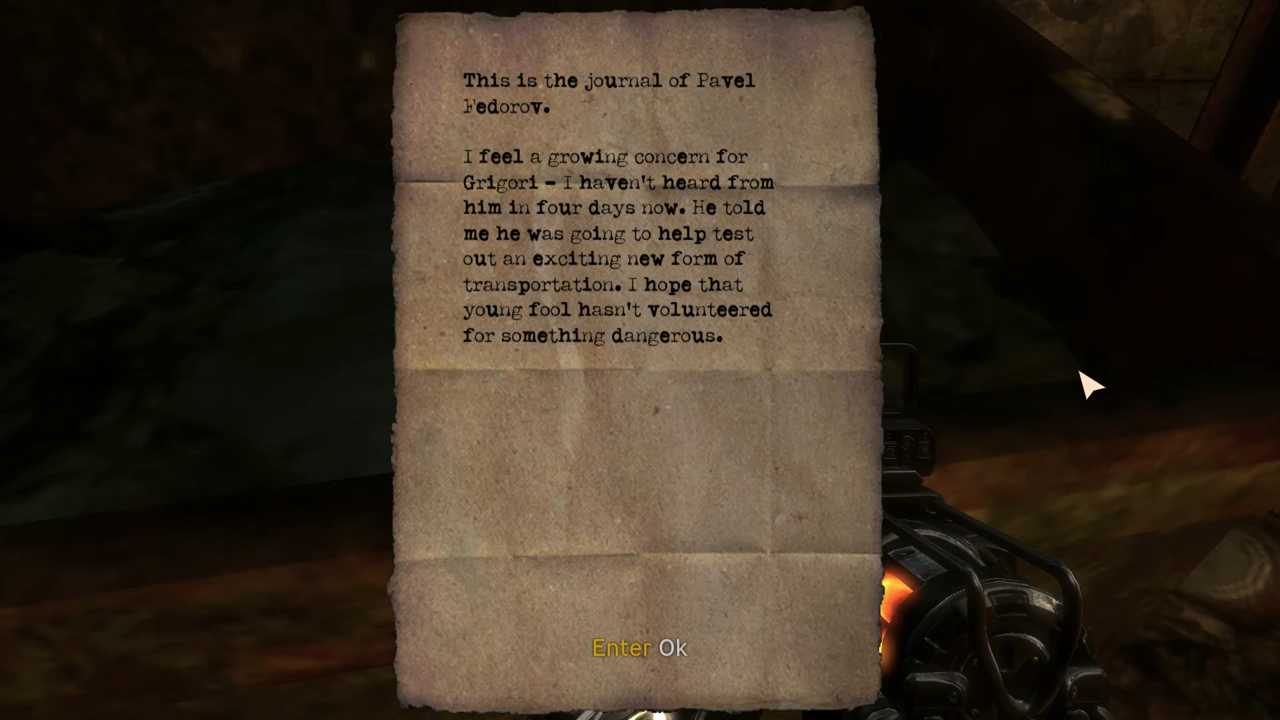 This is the journal of Pavel
Fedorov.
I feel a growing concern for
Grigori - I haven't heard from
him in four days now. He told
me he was going to help test
out an exciting new form of
transportation. I hope that
young fool hasn't volunteered
for something dangerous.
Enter Ok